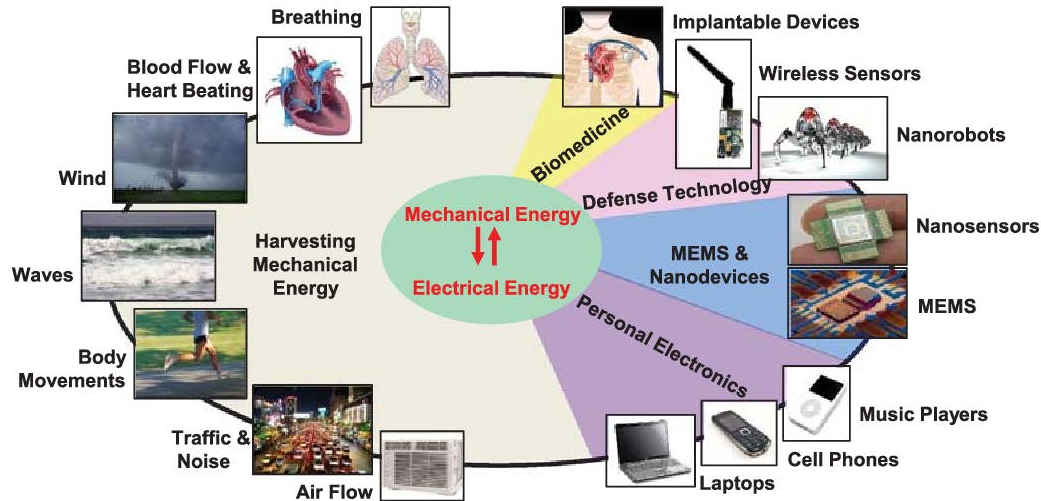 Breathing
Implantable Devices
Blood Flow &
Heart Beating
Wireless Sensors
Nanorobots
Biomedicine
Wind
Defense Technology
Mechanical Energy
Nanosensors
Harvesting
Mechanical
Energy
MEMS &
Nanodevices
Waves
Electrical Energy
MEMS
Personal Electronics
Body
Movements
Music Players
Traffic &
Noise
Cell Phones
Laptops
Air Flow